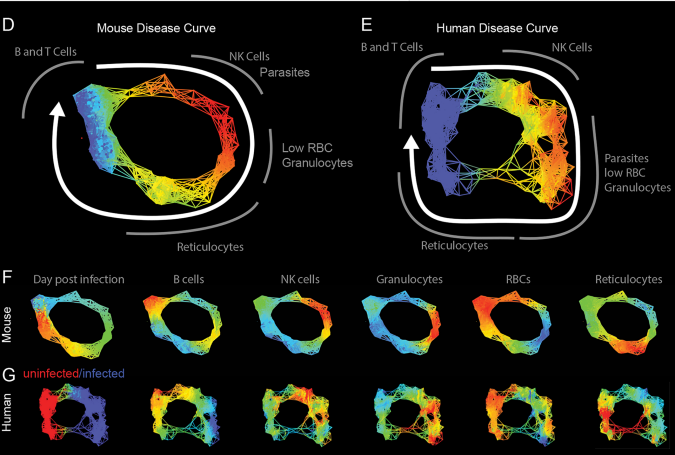 D
Mouse Disease Curve
B and T Cells
NK Cells
Parasites
Low RBC
Granulocytes
Reticulocytes
E
Human Disease Curve
B and T Cells
NK Cells
Parasites
low RBC
Granulocytes
Reticulocytes
F
Day post infection
B cells
NK cells
Granulocytes
RBCs
Reticulocytes
Mouse
G
uninfected/infected
Human